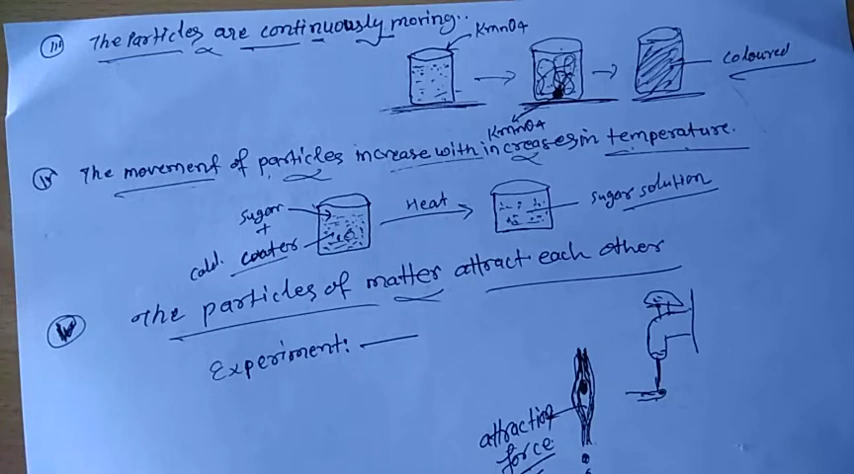 (iii) The Particles are continuously moving..
KmnO4
coloured
KmnO4
(iv) The movement of particles increase with increases in temperature.
Sugar
+
cold. water
Heat
sugar solution
(v) The particles of matter attract each other
Experiment: —
attraction
force